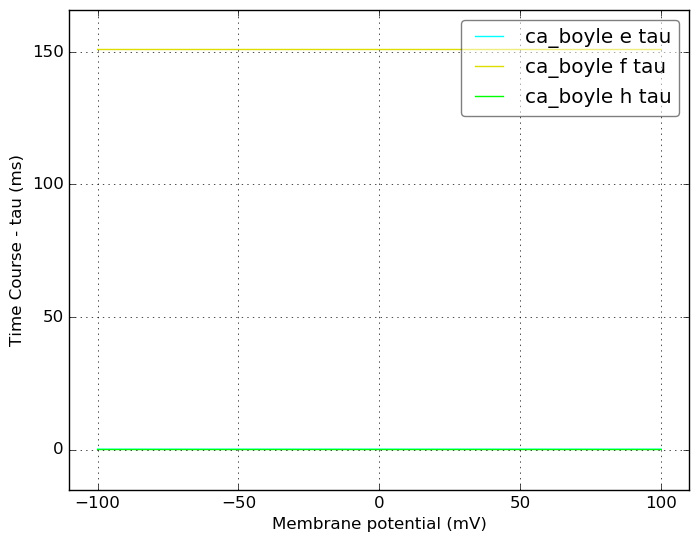 ca_boyle e tau
ca_boyle f tau
ca_boyle h tau
150
100
50
0
−100 −50 0 50 100
Time Course - tau (ms)
Membrane potential (mV)